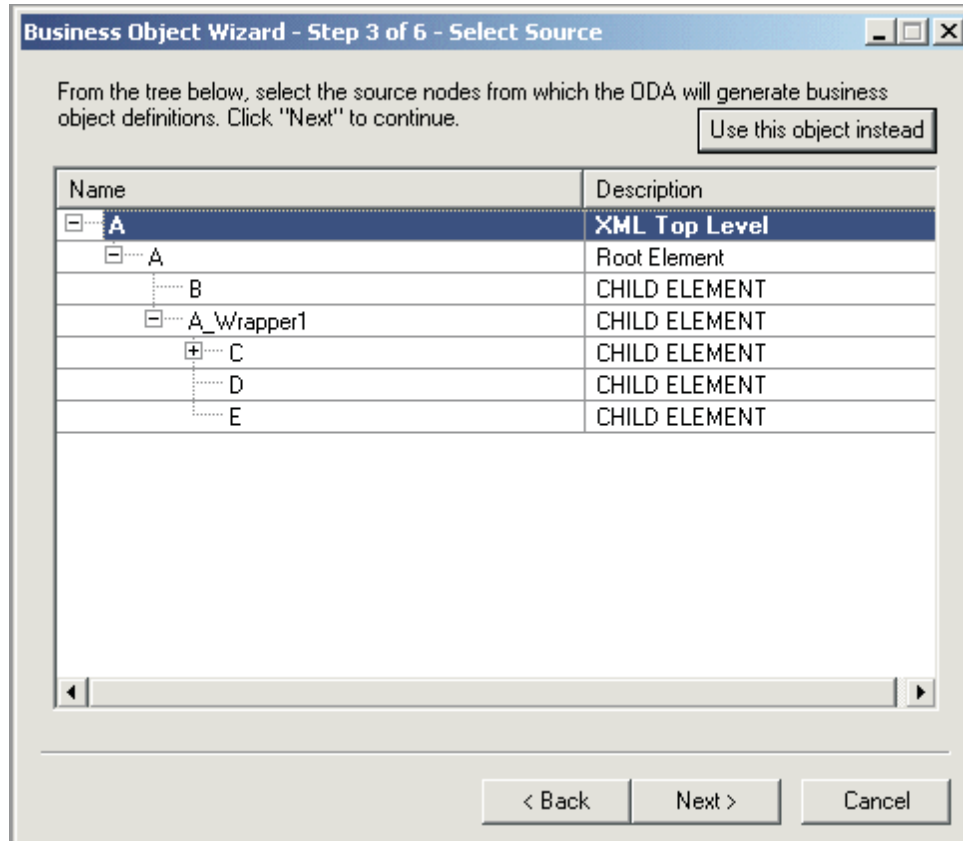 Business Object Wizard - Step 3 of 6 - Select Source
From the tree below, select the source nodes from which the ODA will generate business
object definitions. Click "Next" to continue.
Use this object instead
Name Description
A XML Top Level
A Root Element
B CHILD ELEMENT
A_Wrapper1 CHILD ELEMENT
C CHILD ELEMENT
D CHILD ELEMENT
E CHILD ELEMENT
< Back Next > Cancel